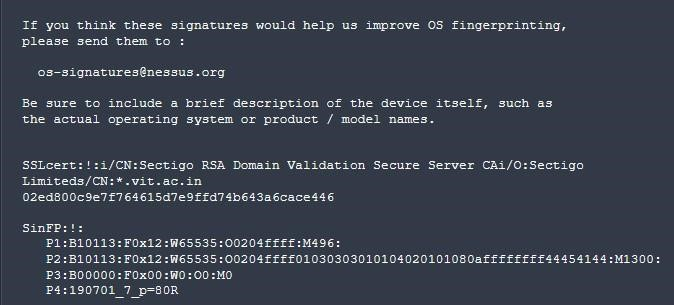 If you think these signatures would help us improve OS fingerprinting,
please send them to :
os-signatures@nessus.org
Be sure to include a brief description of the device itself, such as
the actual operating system or product / model names.
SSLcert:!:i/CN:Sectigo RSA Domain Validation Secure Server CAi/O:Sectigo
Limiteds/CN:*.vit.ac.in
02ed800c9e7f764615d7e9ffd74b643a6cace446
SinFP:!:
P1:B10113:F0x12:W65535:O0204ffff:M496:
P2:B10113:F0x12:W65535:O0204ffff01030303010104020101080affffffff44454144:M1300:
P3:B00000:F0x00:W0:O0:M0
P4:190701_7_p=80R